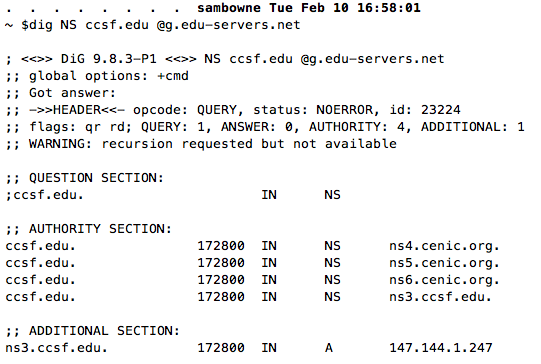 . . . . . . . . sambowne Tue Feb 10 16:58:01
~ $dig NS ccsf.edu @g.edu-servers.net
; <<>> DiG 9.8.3-P1 <<>> NS ccsf.edu @g.edu-servers.net
;; global options: +cmd
;; Got answer:
;; ->>HEADER<<- opcode: QUERY, status: NOERROR, id: 23224
;; flags: qr rd; QUERY: 1, ANSWER: 0, AUTHORITY: 4, ADDITIONAL: 1
;; WARNING: recursion requested but not available
;; QUESTION SECTION:
;ccsf.edu. IN NS
;; AUTHORITY SECTION:
ccsf.edu. 172800 IN NS ns4.cenic.org.
ccsf.edu. 172800 IN NS ns5.cenic.org.
ccsf.edu. 172800 IN NS ns6.cenic.org.
ccsf.edu. 172800 IN NS ns3.ccsf.edu.
;; ADDITIONAL SECTION:
ns3.ccsf.edu. 172800 IN A 147.144.1.247